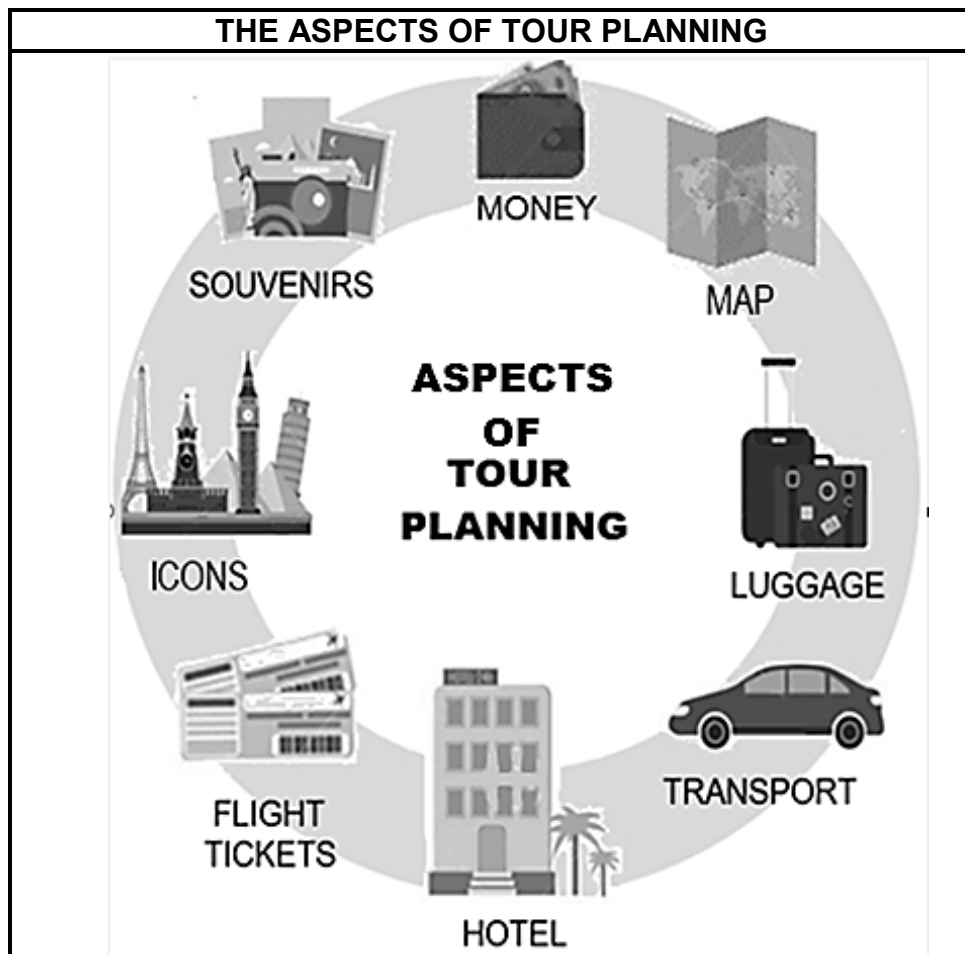 THE ASPECTS OF TOUR PLANNING
MONEY
SOUVENIRS
MAP
ASPECTS
OF
TOUR
PLANNING
ICONS
LUGGAGE
FLIGHT
TICKETS
TRANSPORT
HOTEL